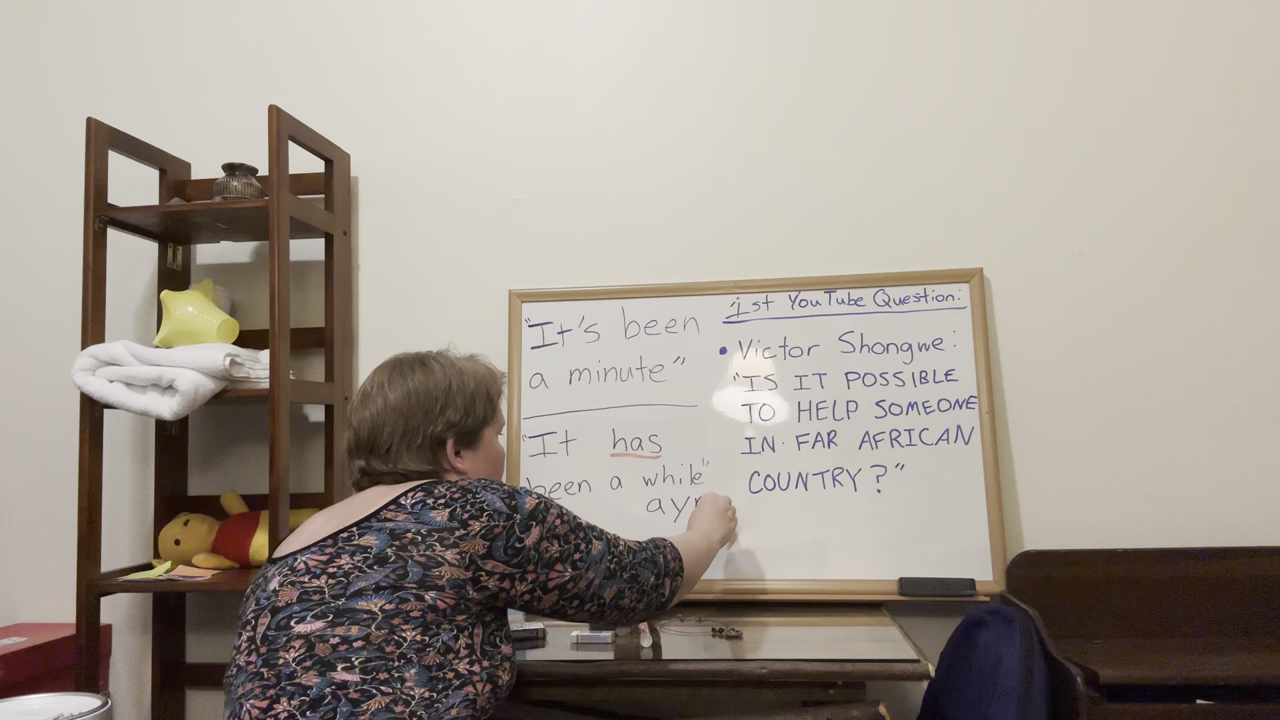 "It's been
a minute"
"It has
been a while"
1st YouTube Question:
• Victor Shongwe:
"IS IT POSSIBLE
TO HELP SOMEONE
IN FAR AFRICAN
COUNTRY?"